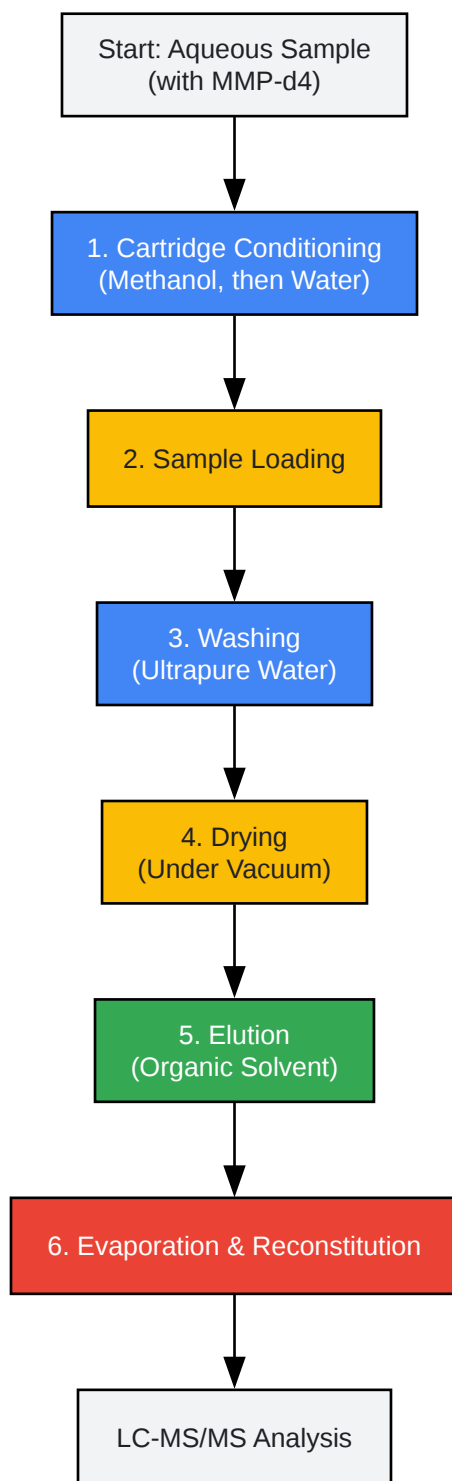 Start: Aqueous Sample
(with MMP-d4)
1. Cartridge Conditioning
(Methanol, then Water)
2. Sample Loading
3. Washing
(Ultrapure Water)
4. Drying
(Under Vacuum)
5. Elution
(Organic Solvent)
6. Evaporation & Reconstitution
LC-MS/MS Analysis